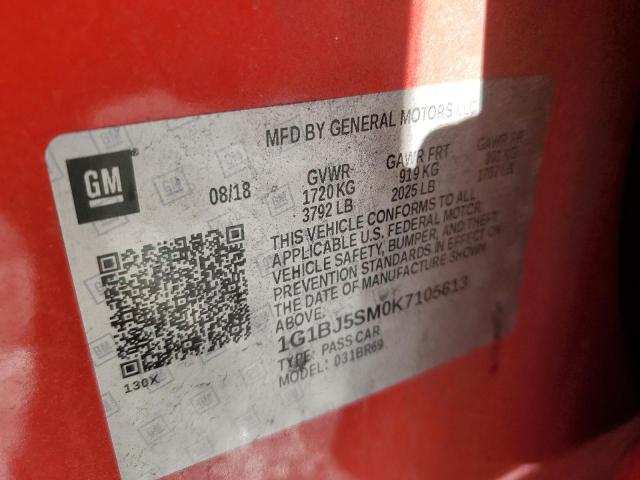 MFD BY GENERAL MOTORS LLC
GM
08/18
GVWR GAWR FRT GAWR RR
1720 KG 919 KG
3792 LB 2025 LB
THIS VEHICLE CONFORMS TO ALL
APPLICABLE U.S. FEDERAL MOTOR
VEHICLE SAFETY, BUMPER, AND THEFT
PREVENTION STANDARDS IN EFFECT ON
THE DATE OF MANUFACTURE SHOWN
ABOVE.
1G1BJ5SM0K7105613
TYPE: PASS CAR
MODEL: 031BR69
130X